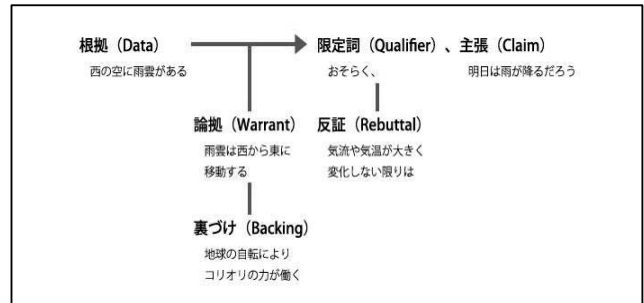 根拠（Data）
限定詞（Qualifier）、主張（Claim）
西の空に雨雲がある
おそらく、
明日は雨が降るだろう
論拠（Warrant）
反証（Rebuttal）
雨雲は西から東に
移動する
気流や気温が大きく
変化しない限りは
裏づけ（Backing）
地球の自転により
コリオリの力が働く